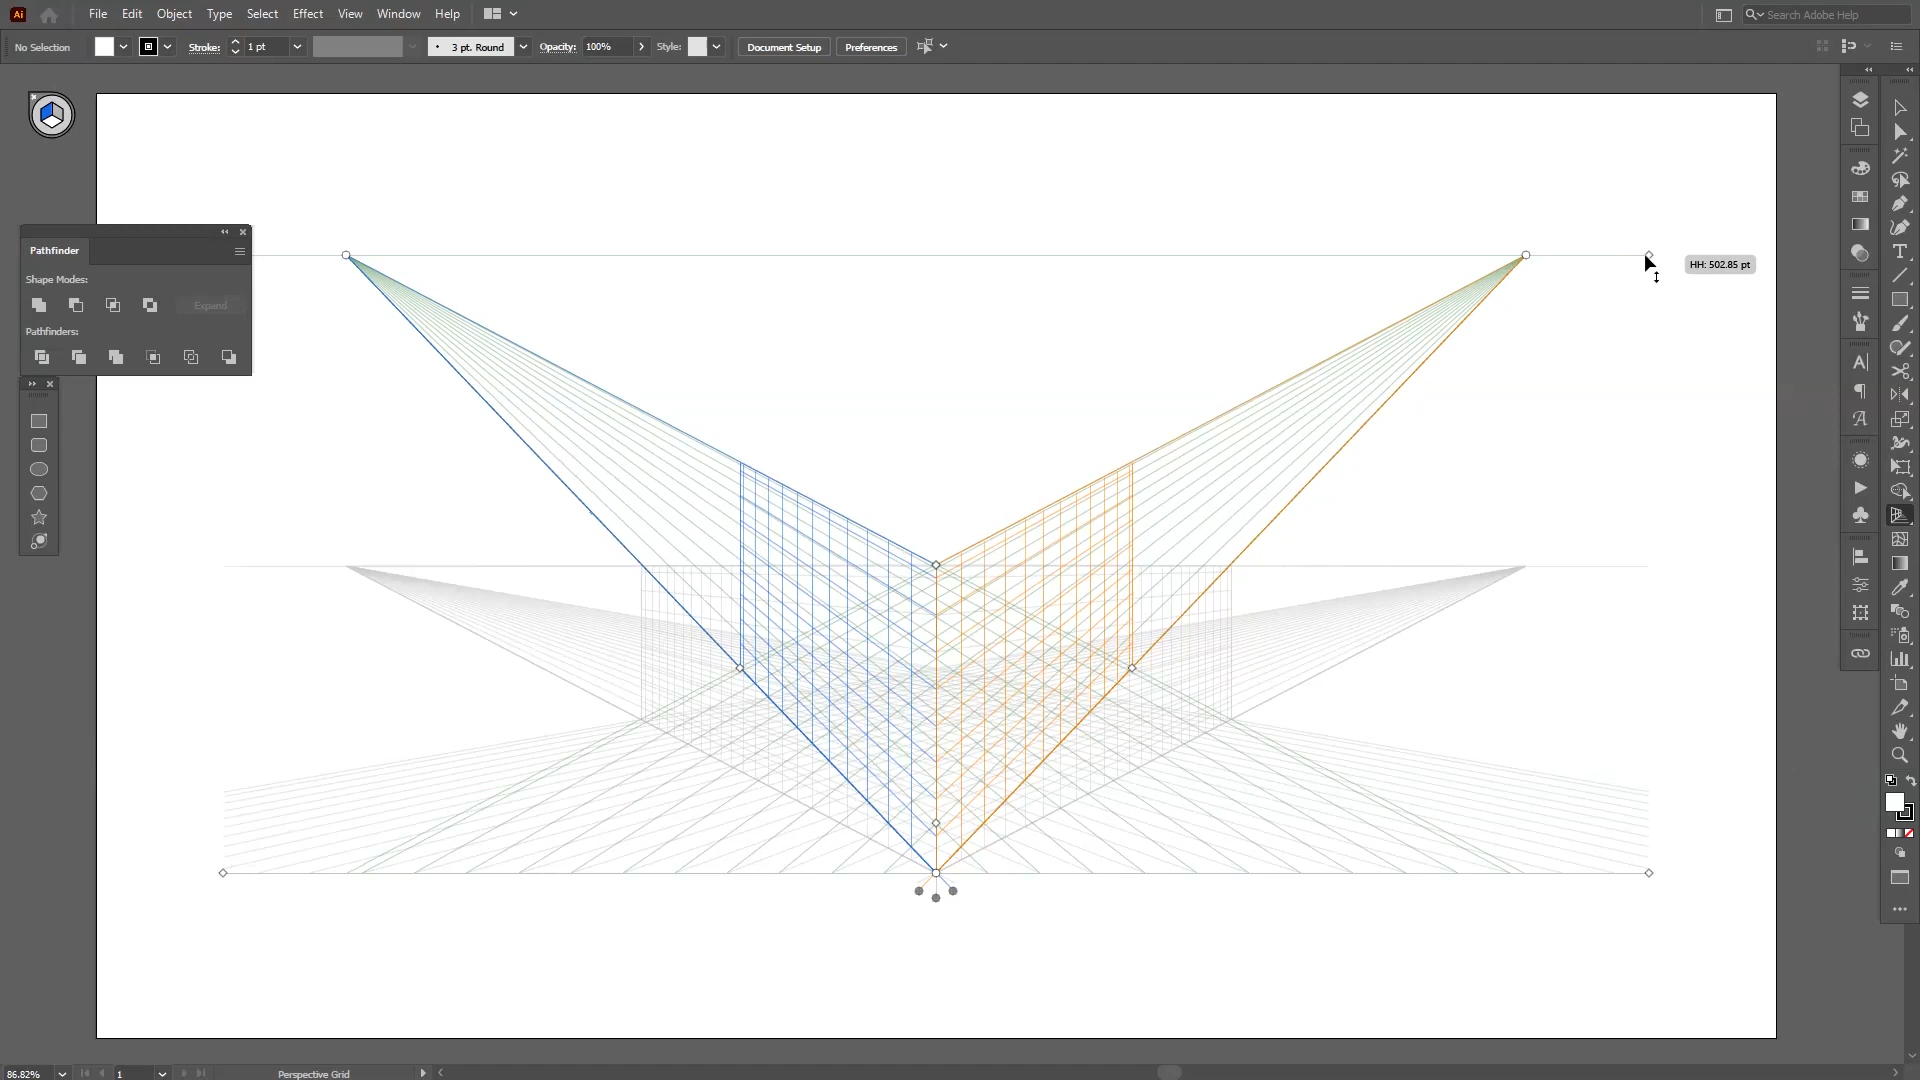 Ai File Edit Object Type Select Effect View Window Help Search Adobe Help
No Selection Stroke: 1 pt 3 pt. Round Opacity: 100% Style: Document Setup Preferences
Pathfinder
HH: 502.85 pt
Shape Modes:
Expand
Pathfinders:
86.82% 1 Perspective Grid